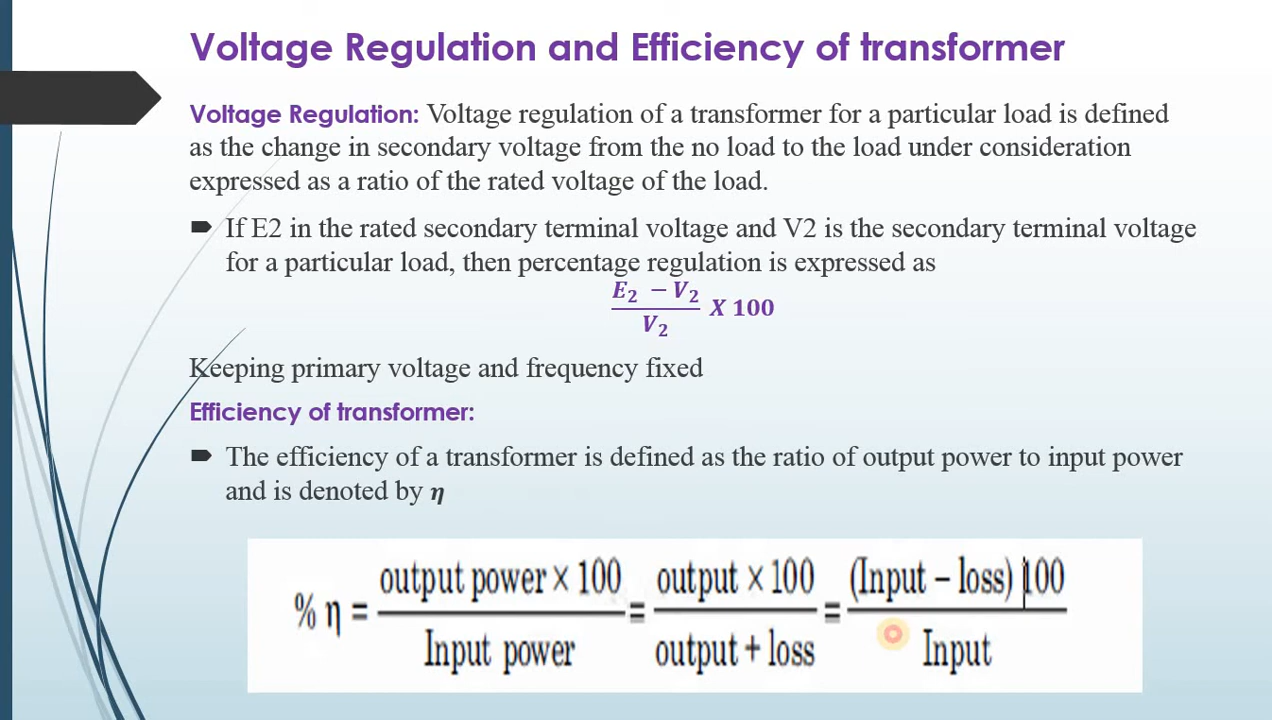 Voltage Regulation and Efficiency of transformer
Voltage Regulation: Voltage regulation of a transformer for a particular load is defined
as the change in secondary voltage from the no load to the load under consideration
expressed as a ratio of the rated voltage of the load.
If E2 in the rated secondary terminal voltage and V2 is the secondary terminal voltage
for a particular load, then percentage regulation is expressed as
E₂ − V₂
V₂
X 100
Keeping primary voltage and frequency fixed
Efficiency of transformer:
The efficiency of a transformer is defined as the ratio of output power to input power
and is denoted by η
% η = output power × 100 / Input power = output × 100 / output + loss = (Input − loss) 100 / Input